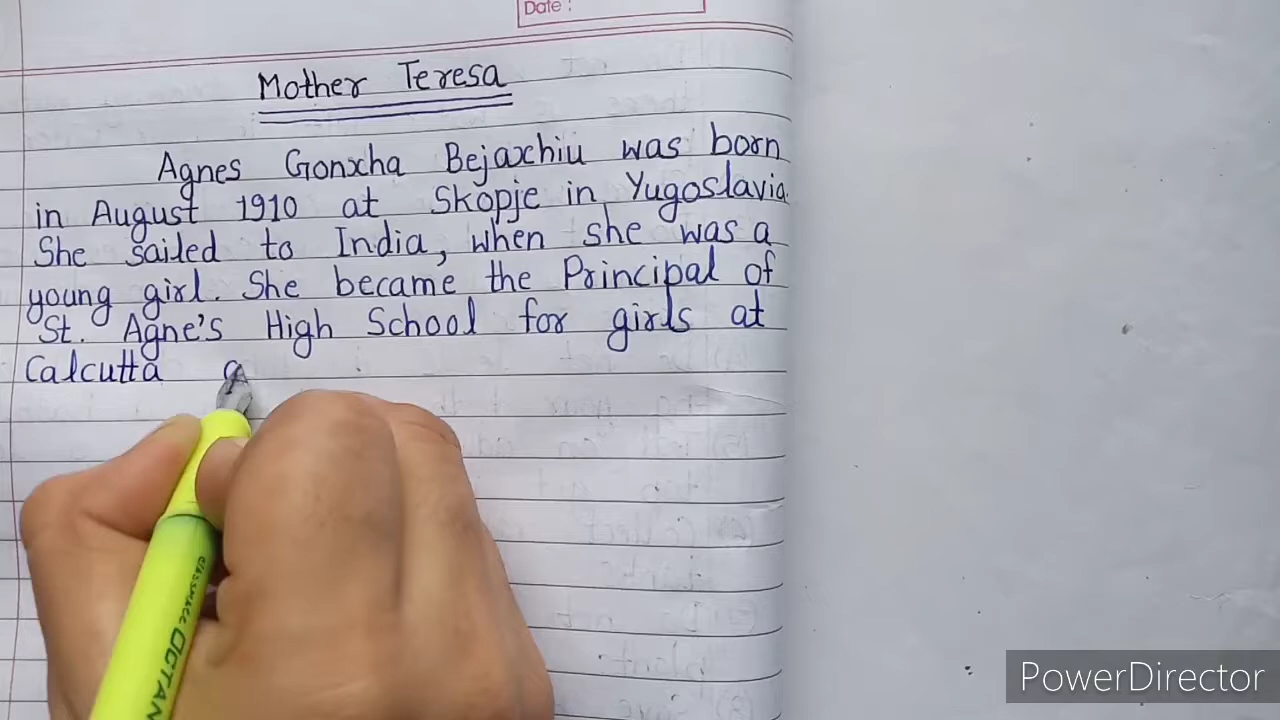 Date :
Mother Teresa
Agnes Gonxha Bejaxhiu was born
in August 1910 at Skopje in Yugoslavia.
She sailed to India, when she was a
young girl. She became the Principal of
St. Agne's High School for girls at
Calcutta a
OCTAN
PowerDirector